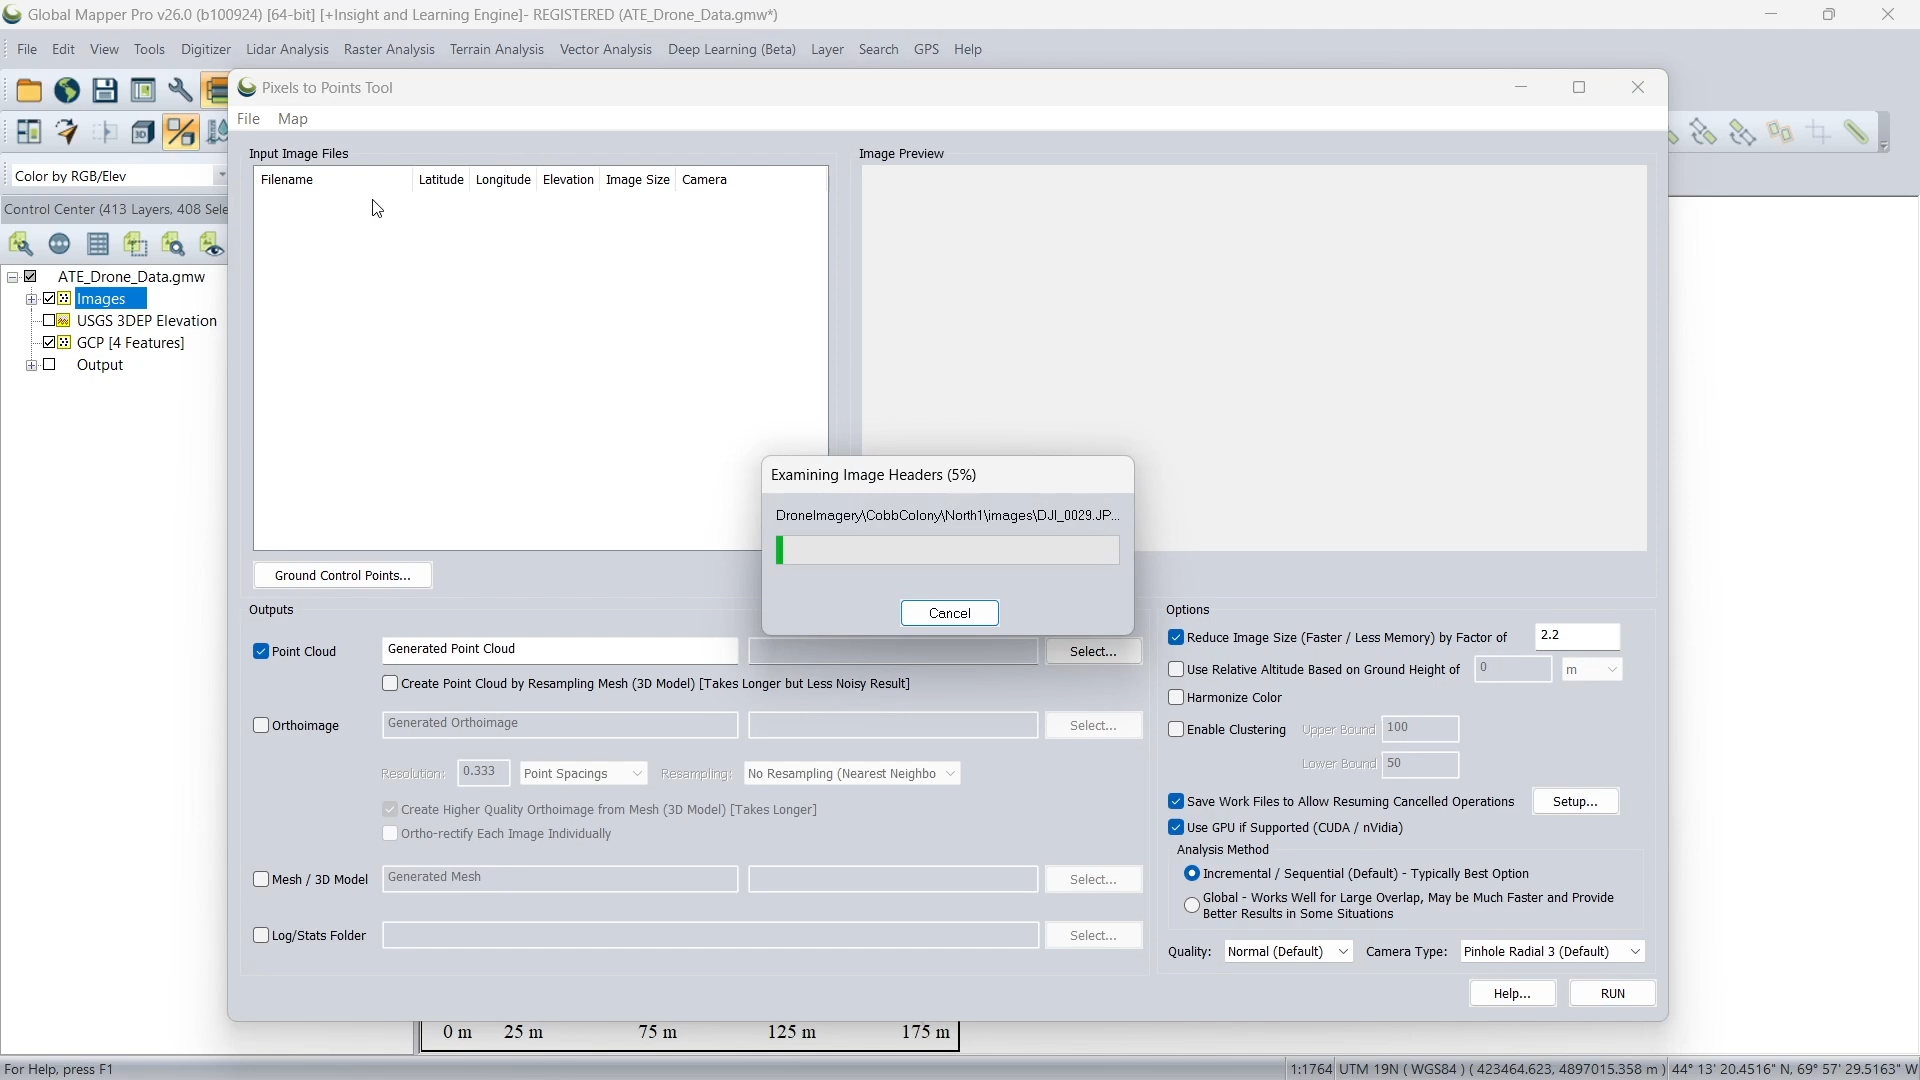 Global Mapper Pro v26.0 (b100924) [64-bit] [+Insight and Learning Engine]- REGISTERED (ATE_Drone_Data.gmw*)
File Edit View Tools Digitizer Lidar Analysis Raster Analysis Terrain Analysis Vector Analysis Deep Learning (Beta) Layer Search GPS Help
Pixels to Points Tool
File Map
Color by RGB/Elev
Control Center (413 Layers, 408 Sele
ATE_Drone_Data.gmw
Images
USGS 3DEP Elevation
GCP [4 Features]
Output
Input Image Files
Filename Latitude Longitude Elevation Image Size Camera
Image Preview
Examining Image Headers (5%)
DroneImagery\CobbColony\North1\images\DJI_0029.JP...
Cancel
Ground Control Points...
Outputs
Point Cloud Generated Point Cloud Select...
Create Point Cloud by Resampling Mesh (3D Model) [Takes Longer but Less Noisy Result]
Orthoimage Generated Orthoimage Select...
Resolution: 0.333 Point Spacings Resampling: No Resampling (Nearest Neighbo
Create Higher Quality Orthoimage from Mesh (3D Model) [Takes Longer]
Ortho-rectify Each Image Individually
Mesh / 3D Model Generated Mesh Select...
Log/Stats Folder Select...
Options
Reduce Image Size (Faster / Less Memory) by Factor of 2.2
Use Relative Altitude Based on Ground Height of 0 m
Harmonize Color
Enable Clustering Upper Bound 100
Lower Bound 50
Save Work Files to Allow Resuming Cancelled Operations Setup...
Use GPU if Supported (CUDA / nVidia)
Analysis Method
Incremental / Sequential (Default) - Typically Best Option
Global - Works Well for Large Overlap, May be Much Faster and Provide
Better Results in Some Situations
Quality: Normal (Default) Camera Type: Pinhole Radial 3 (Default)
Help... RUN
0 m 25 m 75 m 125 m 175 m
For Help, press F1
1:1764 UTM 19N ( WGS84 ) ( 423464.623, 4897015.358 m ) 44° 13' 20.4516" N, 69° 57' 29.5163" W